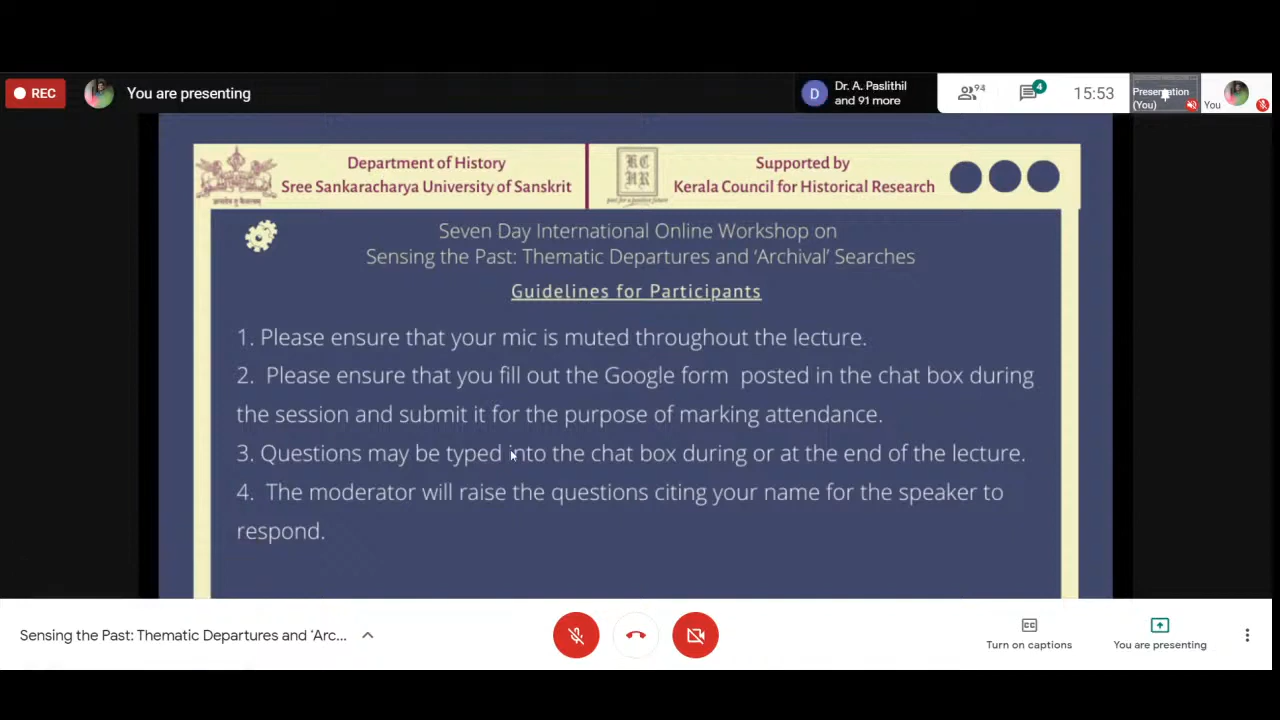 REC
You are presenting
Dr. A. Paslithil
and 91 more
94
4
15:53
Presentation
(You)
You
D
Department of History
Sree Sankaracharya University of Sanskrit
KC
HR
Supported by
Kerala Council for Historical Research
Seven Day International Online Workshop on
Sensing the Past: Thematic Departures and ‘Archival’ Searches
Guidelines for Participants
1. Please ensure that your mic is muted throughout the lecture.
2. Please ensure that you fill out the Google form posted in the chat box during
the session and submit it for the purpose of marking attendance.
3. Questions may be typed into the chat box during or at the end of the lecture.
4. The moderator will raise the questions citing your name for the speaker to
respond.
Sensing the Past: Thematic Departures and ‘Arc...
CC
Turn on captions
You are presenting